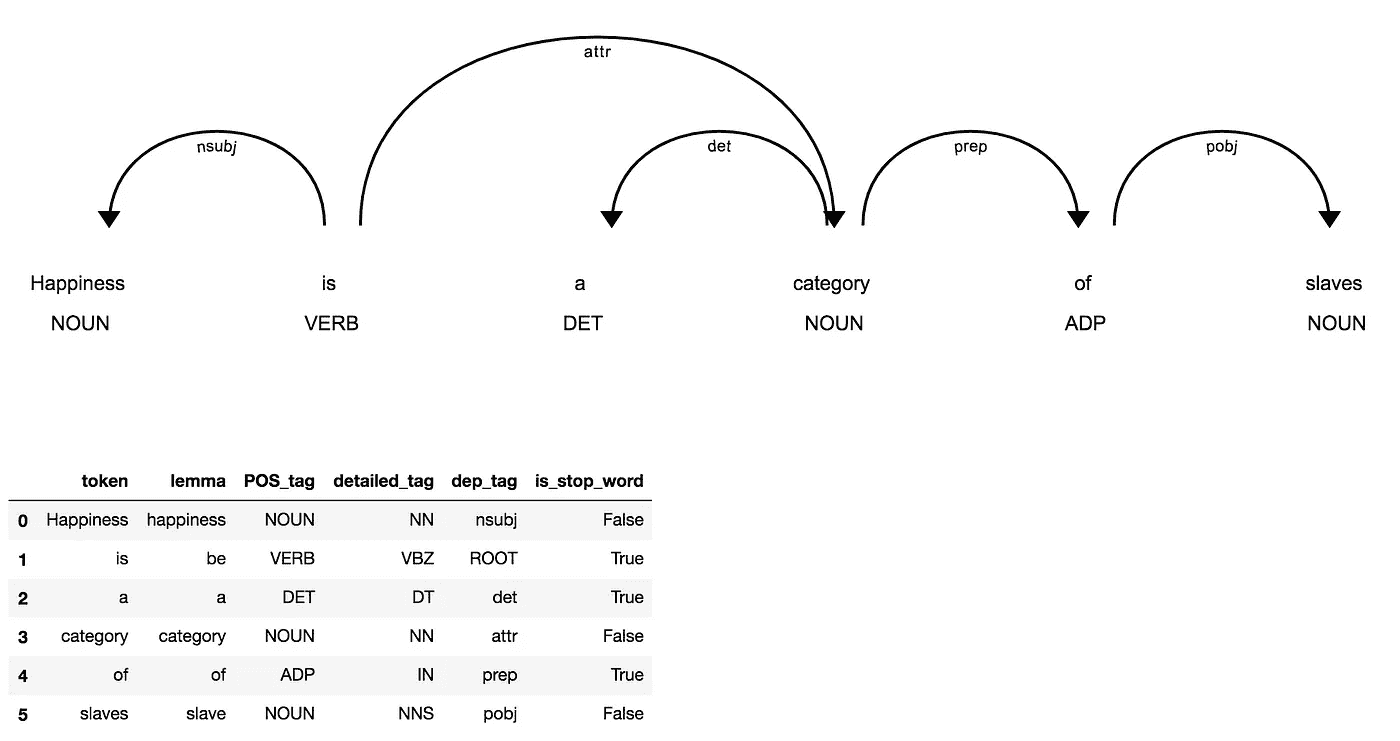 attr
nsubj det prep pobj
Happiness is a category of slaves
NOUN VERB DET NOUN ADP NOUN
token lemma POS_tag detailed_tag dep_tag is_stop_word
0 Happiness happiness NOUN NN nsubj False
1 is be VERB VBZ ROOT True
2 a a DET DT det True
3 category category NOUN NN attr False
4 of of ADP IN prep True
5 slaves slave NOUN NNS pobj False